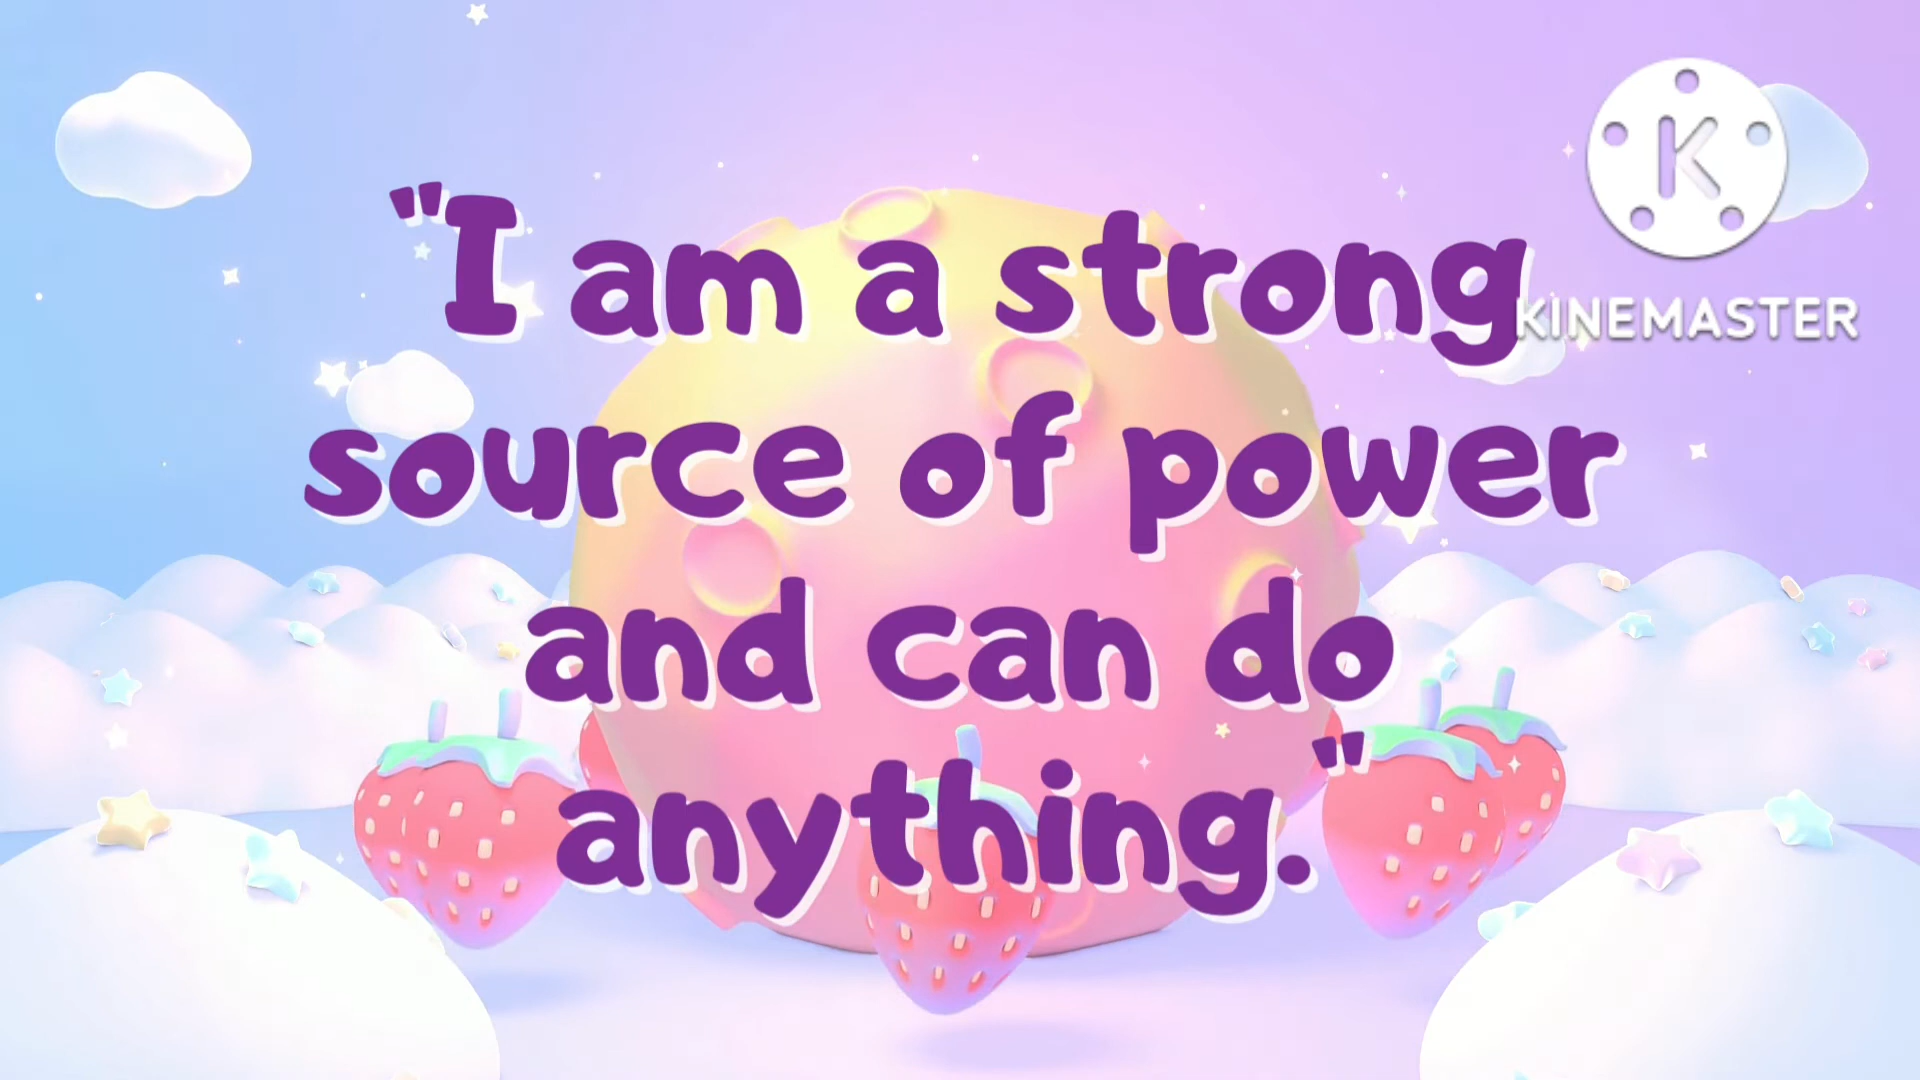 "I am a strong
source of power
and can do
anything."
K
KINEMASTER